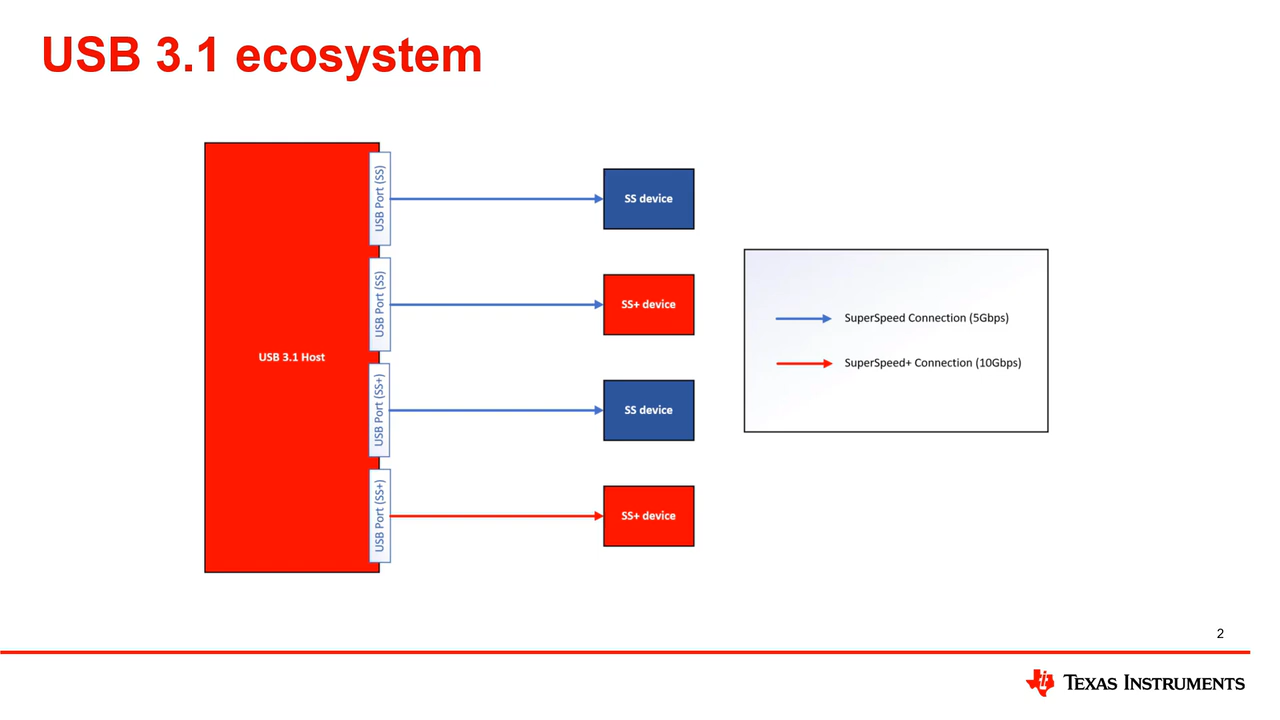 USB 3.1 ecosystem
USB 3.1 Host
USB Port (SS)
SS device
USB Port (SS)
SS+ device
USB Port (SS+)
SS device
USB Port (SS+)
SS+ device
SuperSpeed Connection (5Gbps)
SuperSpeed+ Connection (10Gbps)
2
TEXAS INSTRUMENTS